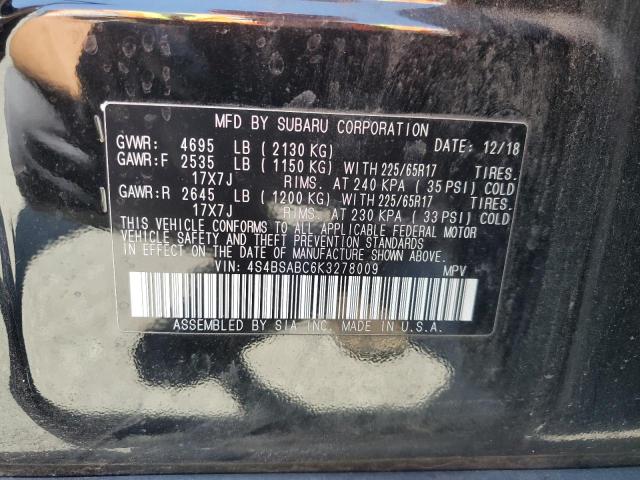 MFD BY SUBARU CORPORATION
GVWR: 4695 LB ( 2130 KG) DATE: 12/18
GAWR:F 2535 LB ( 1150 KG) WITH 225/65R17 TIRES.
17X7J RIMS. AT 240 KPA ( 35 PSI) COLD
GAWR:R 2645 LB ( 1200 KG) WITH 225/65R17 TIRES.
17X7J RIMS. AT 230 KPA ( 33 PSI) COLD
THIS VEHICLE CONFORMS TO ALL APPLICABLE FEDERAL MOTOR
VEHICLE SAFETY AND THEFT PREVENTION STANDARDS
IN EFFECT ON THE DATE OF MANUFACTURE SHOWN ABOVE.
VIN: 4S4BSABC6K3278009 MPV
ASSEMBLED BY SIA INC. MADE IN U.S.A.